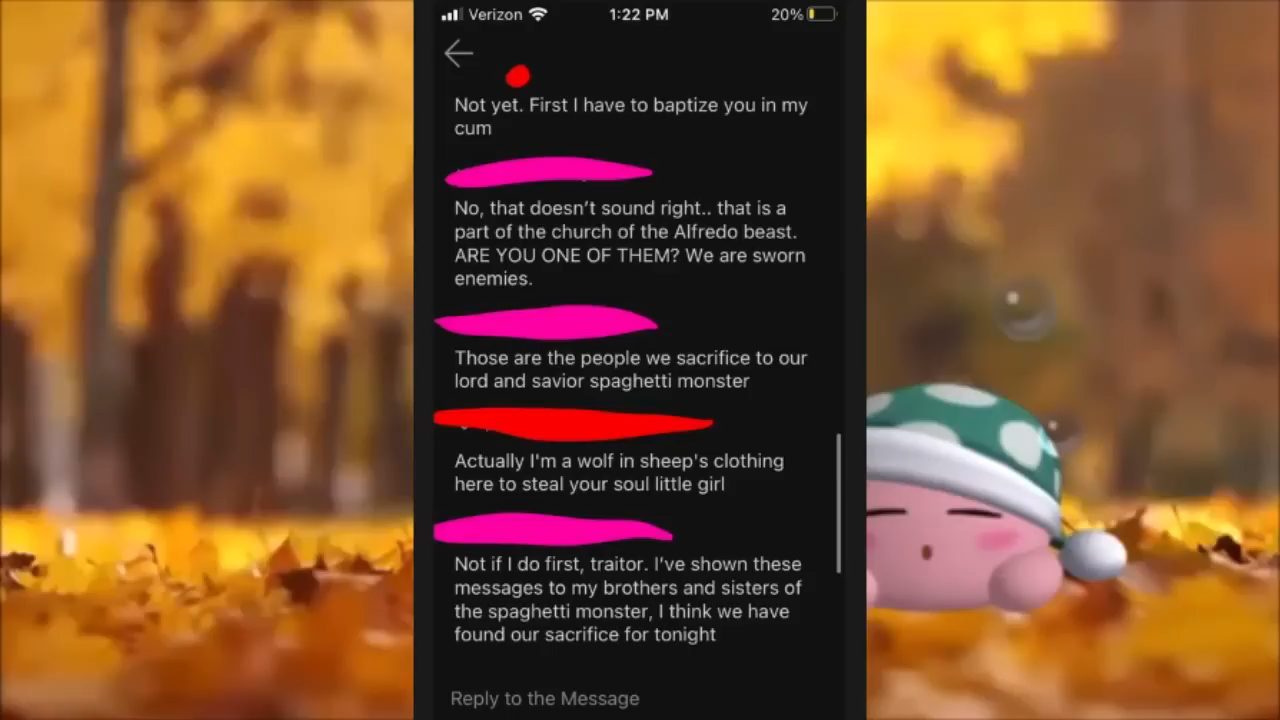 Verizon 1:22 PM 20%
Not yet. First I have to baptize you in my
cum
No, that doesn't sound right.. that is a
part of the church of the Alfredo beast.
ARE YOU ONE OF THEM? We are sworn
enemies.
Those are the people we sacrifice to our
lord and savior spaghetti monster
Actually I'm a wolf in sheep's clothing
here to steal your soul little girl
Not if I do first, traitor. I've shown these
messages to my brothers and sisters of
the spaghetti monster, I think we have
found our sacrifice for tonight
Reply to the Message